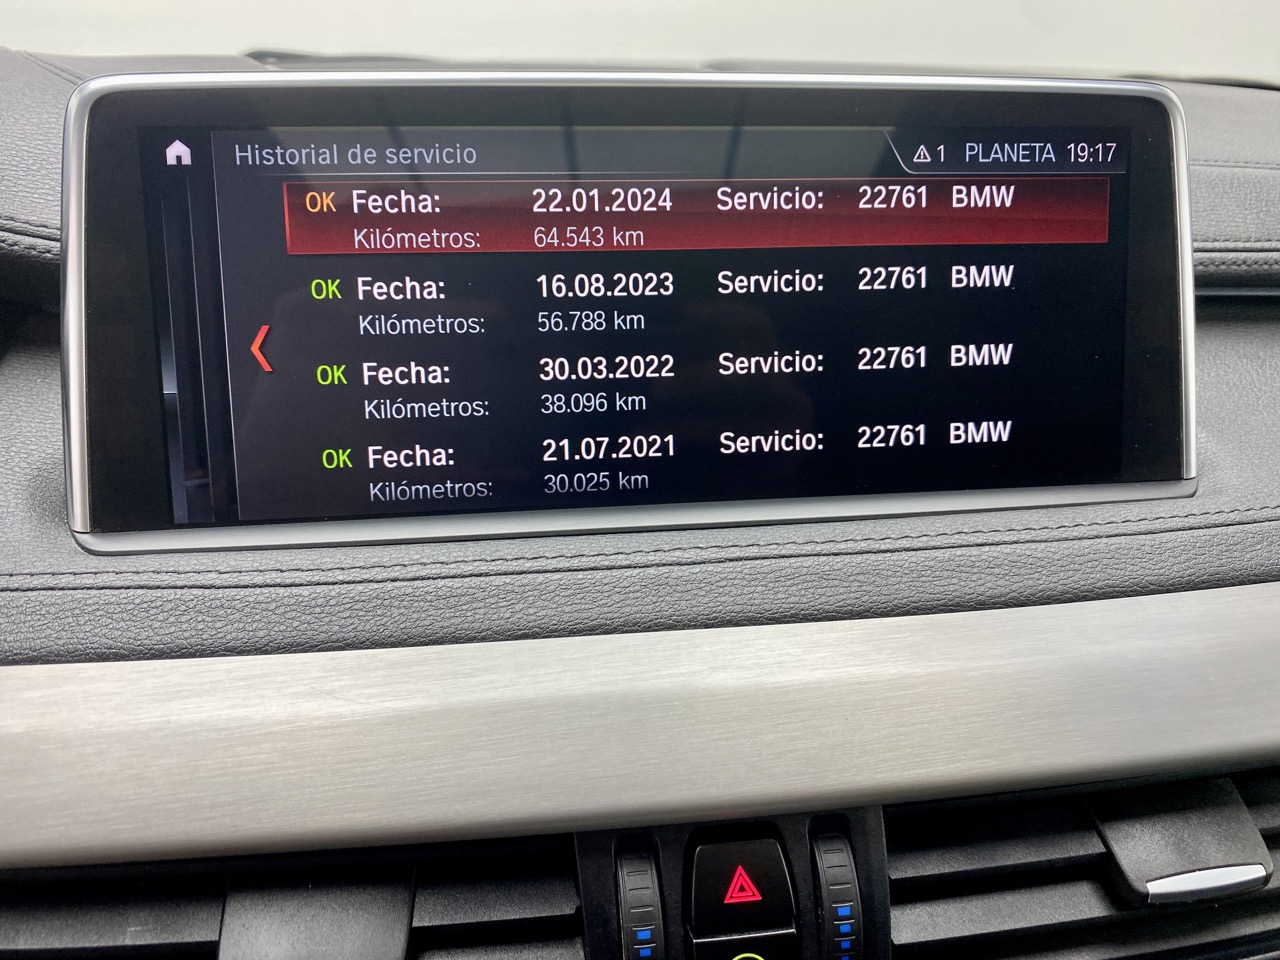 Historial de servicio 1 PLANETA 19:17
OK Fecha: 22.01.2024 Servicio: 22761 BMW
Kilómetros: 64.543 km
OK Fecha: 16.08.2023 Servicio: 22761 BMW
Kilómetros: 56.788 km
OK Fecha: 30.03.2022 Servicio: 22761 BMW
Kilómetros: 38.096 km
OK Fecha: 21.07.2021 Servicio: 22761 BMW
Kilómetros: 30.025 km